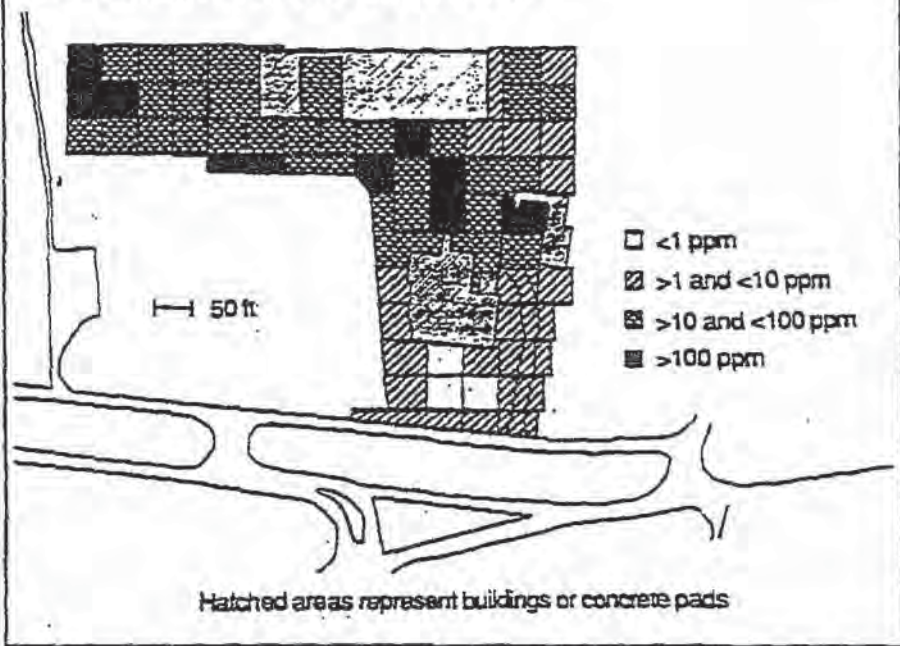 <1 ppm
>1 and <10 ppm
50 ft
>10 and <100 ppm
>100 ppm
Hatched areas represent buildings or concrete pads